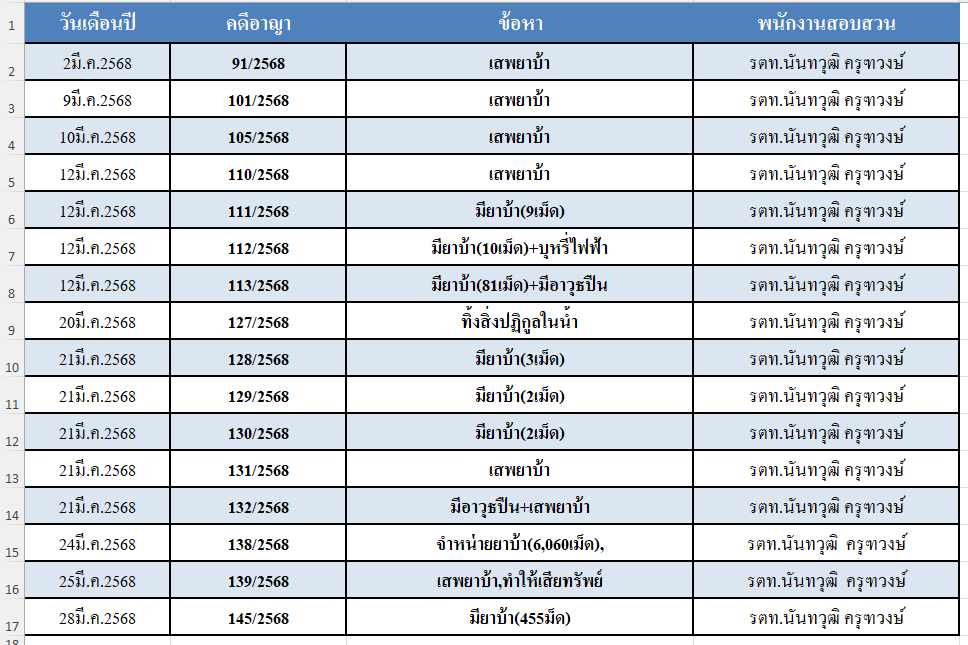 1 วันเดือนปี คดีอาญา ข้อหา พนักงานสอบสวน
2 2มี.ค.2568 91/2568 เสพยาบ้า รตท.นันทวุฒิ ครุฑวงษ์
3 9มี.ค.2568 101/2568 เสพยาบ้า รตท.นันทวุฒิ ครุฑวงษ์
4 10มี.ค.2568 105/2568 เสพยาบ้า รตท.นันทวุฒิ ครุฑวงษ์
5 12มี.ค.2568 110/2568 เสพยาบ้า รตท.นันทวุฒิ ครุฑวงษ์
6 12มี.ค.2568 111/2568 มียาบ้า(9เม็ด) รตท.นันทวุฒิ ครุฑวงษ์
7 12มี.ค.2568 112/2568 มียาบ้า(10เม็ด)+บุหรี่ไฟฟ้า รตท.นันทวุฒิ ครุฑวงษ์
8 12มี.ค.2568 113/2568 มียาบ้า(81เม็ด)+มีอาวุธปืน รตท.นันทวุฒิ ครุฑวงษ์
9 20มี.ค.2568 127/2568 ทิ้งสิ่งปฏิกูลในน้ำ รตท.นันทวุฒิ ครุฑวงษ์
10 21มี.ค.2568 128/2568 มียาบ้า(3เม็ด) รตท.นันทวุฒิ ครุฑวงษ์
11 21มี.ค.2568 129/2568 มียาบ้า(2เม็ด) รตท.นันทวุฒิ ครุฑวงษ์
12 21มี.ค.2568 130/2568 มียาบ้า(2เม็ด) รตท.นันทวุฒิ ครุฑวงษ์
13 21มี.ค.2568 131/2568 เสพยาบ้า รตท.นันทวุฒิ ครุฑวงษ์
14 21มี.ค.2568 132/2568 มีอาวุธปืน+เสพยาบ้า รตท.นันทวุฒิ ครุฑวงษ์
15 24มี.ค.2568 138/2568 จำหน่ายยาบ้า(6,060เม็ด), รตท.นันทวุฒิ ครุฑวงษ์
16 25มี.ค.2568 139/2568 เสพยาบ้า,ทำให้เสียทรัพย์ รตท.นันทวุฒิ ครุฑวงษ์
17 28มี.ค.2568 145/2568 มียาบ้า(455ม็ด) รตท.นันทวุฒิ ครุฑวงษ์
18